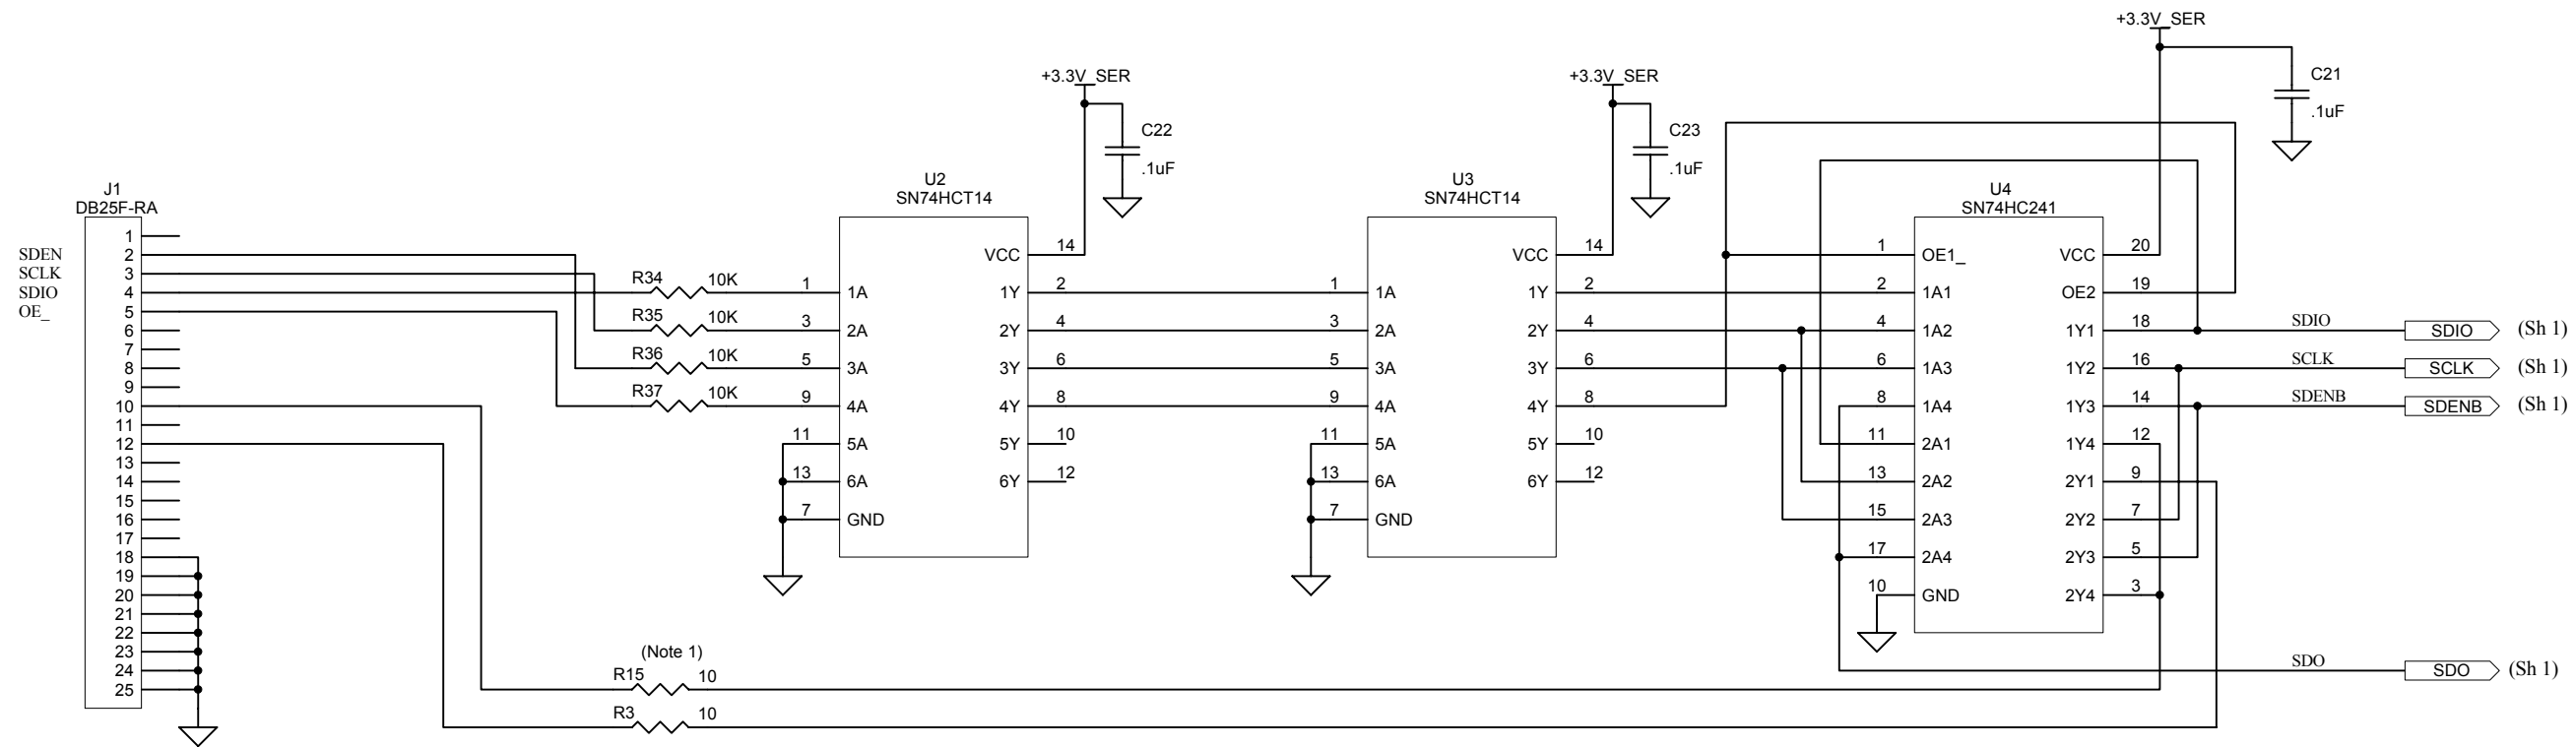 +3.3V_SER
C21
.1uF
+3.3V_SER
C22
.1uF
+3.3V_SER
C23
.1uF
J1
DB25F-RA
1
SDEN 2
SCLK 3
SDIO 4
OE_ 5
6
7
8
9
10
11
12
13
14
15
16
17
18
19
20
21
22
23
24
25
R34 10K
R35 10K
R36 10K
R37 10K
U2
SN74HCT14
VCC 14
1 1A 1Y 2
3 2A 2Y 4
5 3A 3Y 6
9 4A 4Y 8
11 5A 5Y 10
13 6A 6Y 12
7 GND
U3
SN74HCT14
VCC 14
1 1A 1Y 2
3 2A 2Y 4
5 3A 3Y 6
9 4A 4Y 8
11 5A 5Y 10
13 6A 6Y 12
7 GND
U4
SN74HC241
1 OE1_ VCC 20
2 1A1 OE2 19
4 1A2 1Y1 18
6 1A3 1Y2 16
8 1A4 1Y3 14
11 2A1 1Y4 12
13 2A2 2Y1 9
15 2A3 2Y2 7
17 2A4 2Y3 5
10 GND 2Y4 3
SDIO SDIO (Sh 1)
SCLK SCLK (Sh 1)
SDENB SDENB (Sh 1)
SDO SDO (Sh 1)
(Note 1)
R15 10
R3 10